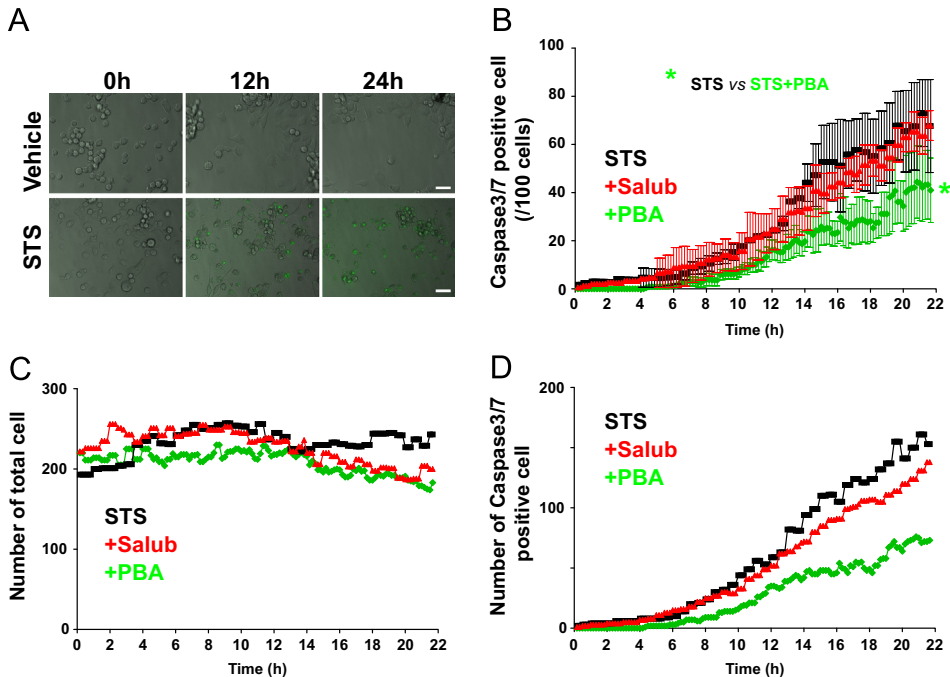 A
0h 12h 24h
Vehicle
STS
B
Caspase3/7 positive cell
(/100 cells)
100
80
60
40
20
0
* STS vs STS+PBA
STS
+Salub
+PBA
*
0 2 4 6 8 10 12 14 16 18 20 22
Time (h)
C
Number of total cell
300
200
100
0
STS
+Salub
+PBA
0 2 4 6 8 10 12 14 16 18 20 22
Time (h)
D
Number of Caspase3/7
positive cell
200
100
0
STS
+Salub
+PBA
0 2 4 6 8 10 12 14 16 18 20 22
Time (h)